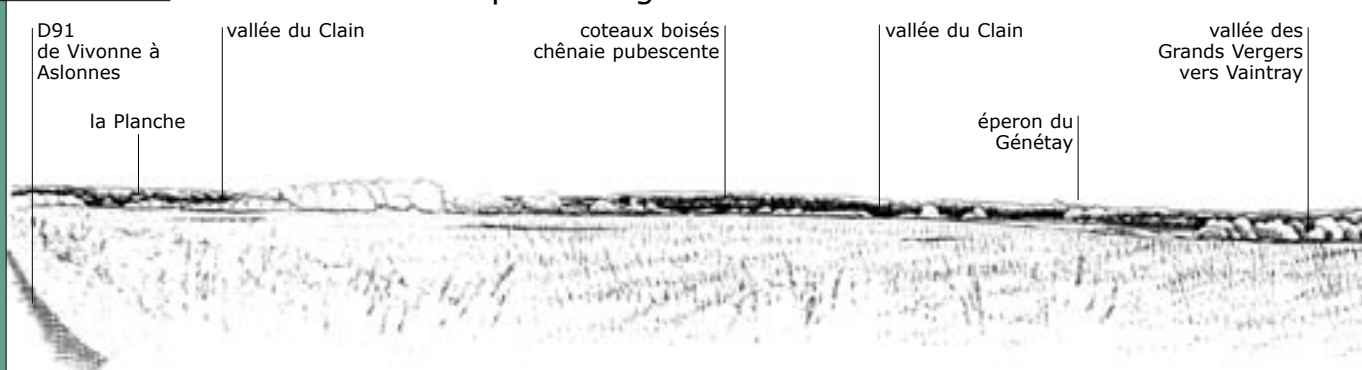 D91
de Vivonne à
Aslonnes
la Planche
vallée du Clain
coteaux boisés
chênaie pubescente
vallée du Clain
éperon du
Génétay
vallée des
Grands Vergers
vers Vaintray